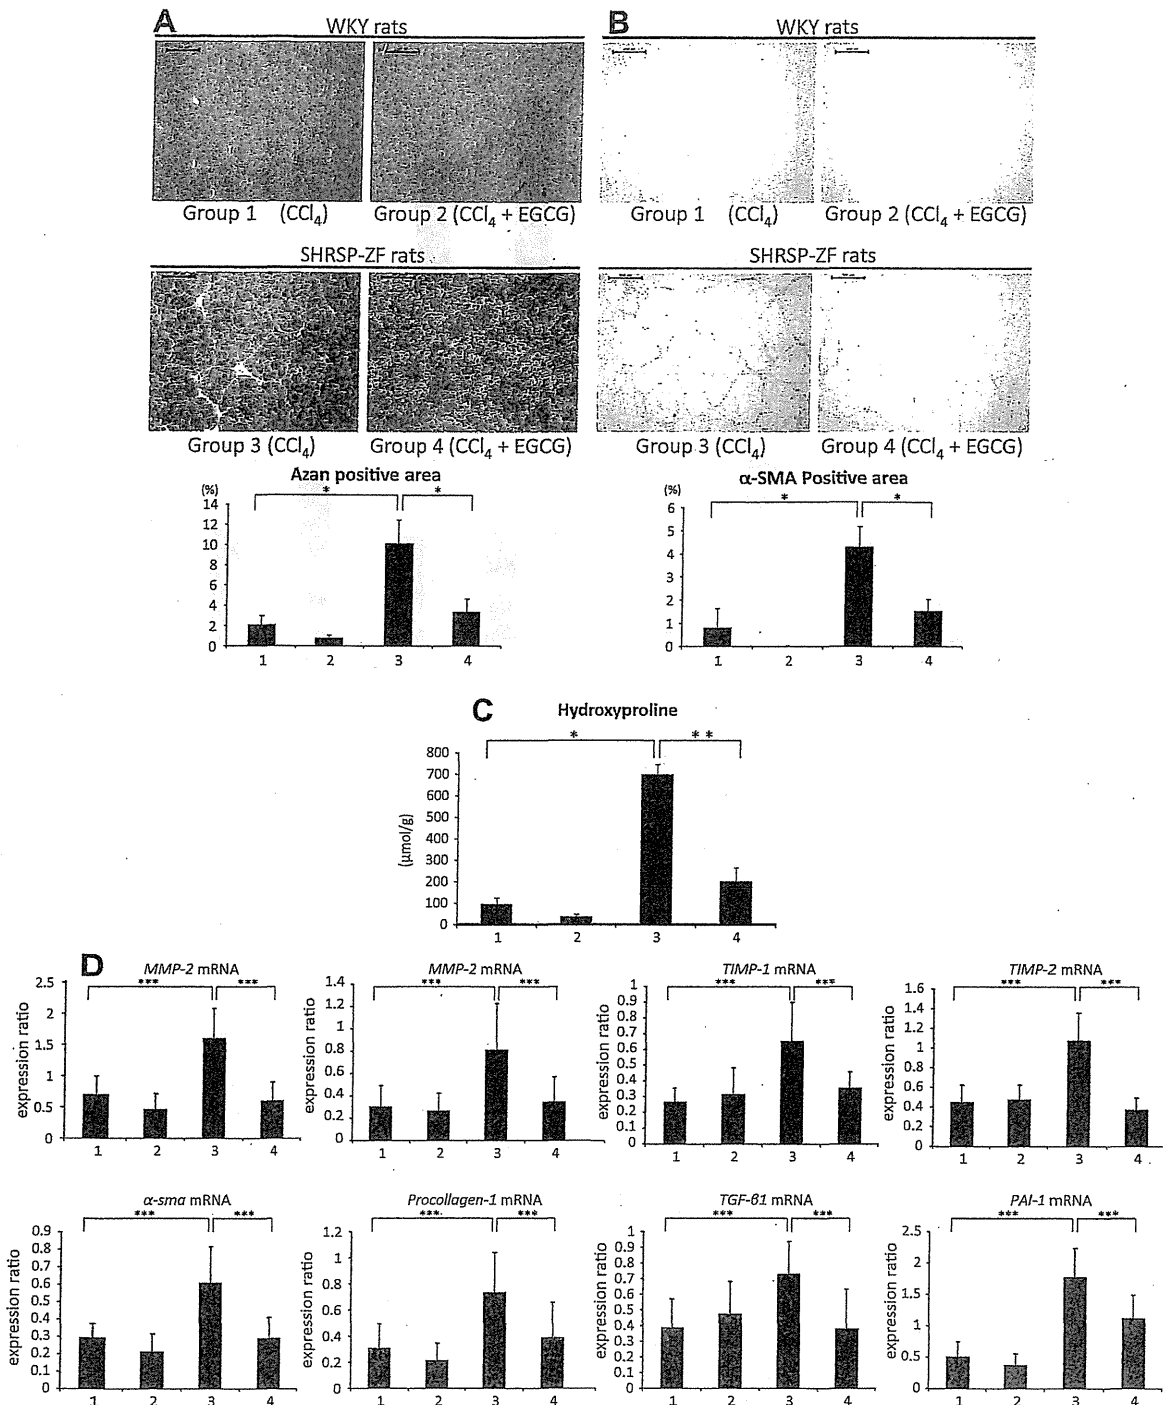 A
WKY rats
Group 1 (CCl4)
Group 2 (CCl4 + EGCG)
SHRSP-ZF rats
Group 3 (CCl4)
Group 4 (CCl4 + EGCG)
Azan positive area
(%)
* *
14
12
10
8
6
4
2
0
1 2 3 4
B
WKY rats
Group 1 (CCl4)
Group 2 (CCl4 + EGCG)
SHRSP-ZF rats
Group 3 (CCl4)
Group 4 (CCl4 + EGCG)
α-SMA Positive area
(%)
* *
6
5
4
3
2
1
0
1 2 3 4
C
Hydroxyproline
* * *
(μmol/g)
800
700
600
500
400
300
200
100
0
1 2 3 4
D
MMP-2 mRNA
*** ***
expression ratio
2.5
2
1.5
1
0.5
0
1 2 3 4
MMP-2 mRNA
*** ***
expression ratio
1.4
1.2
1
0.8
0.6
0.4
0.2
0
1 2 3 4
TIMP-1 mRNA
*** ***
expression ratio
1
0.9
0.8
0.7
0.6
0.5
0.4
0.3
0.2
0.1
0
1 2 3 4
TIMP-2 mRNA
*** ***
expression ratio
1.6
1.4
1.2
1
0.8
0.6
0.4
0.2
0
1 2 3 4
α-sma mRNA
*** ***
expression ratio
0.9
0.8
0.7
0.6
0.5
0.4
0.3
0.2
0.1
0
1 2 3 4
Procollagen-1 mRNA
*** ***
expression ratio
1.2
1
0.8
0.6
0.4
0.2
0
1 2 3 4
TGF-ß1 mRNA
*** ***
expression ratio
1
0.9
0.8
0.7
0.6
0.5
0.4
0.3
0.2
0.1
0
1 2 3 4
PAI-1 mRNA
*** ***
expression ratio
2.5
2
1.5
1
0.5
0
1 2 3 4